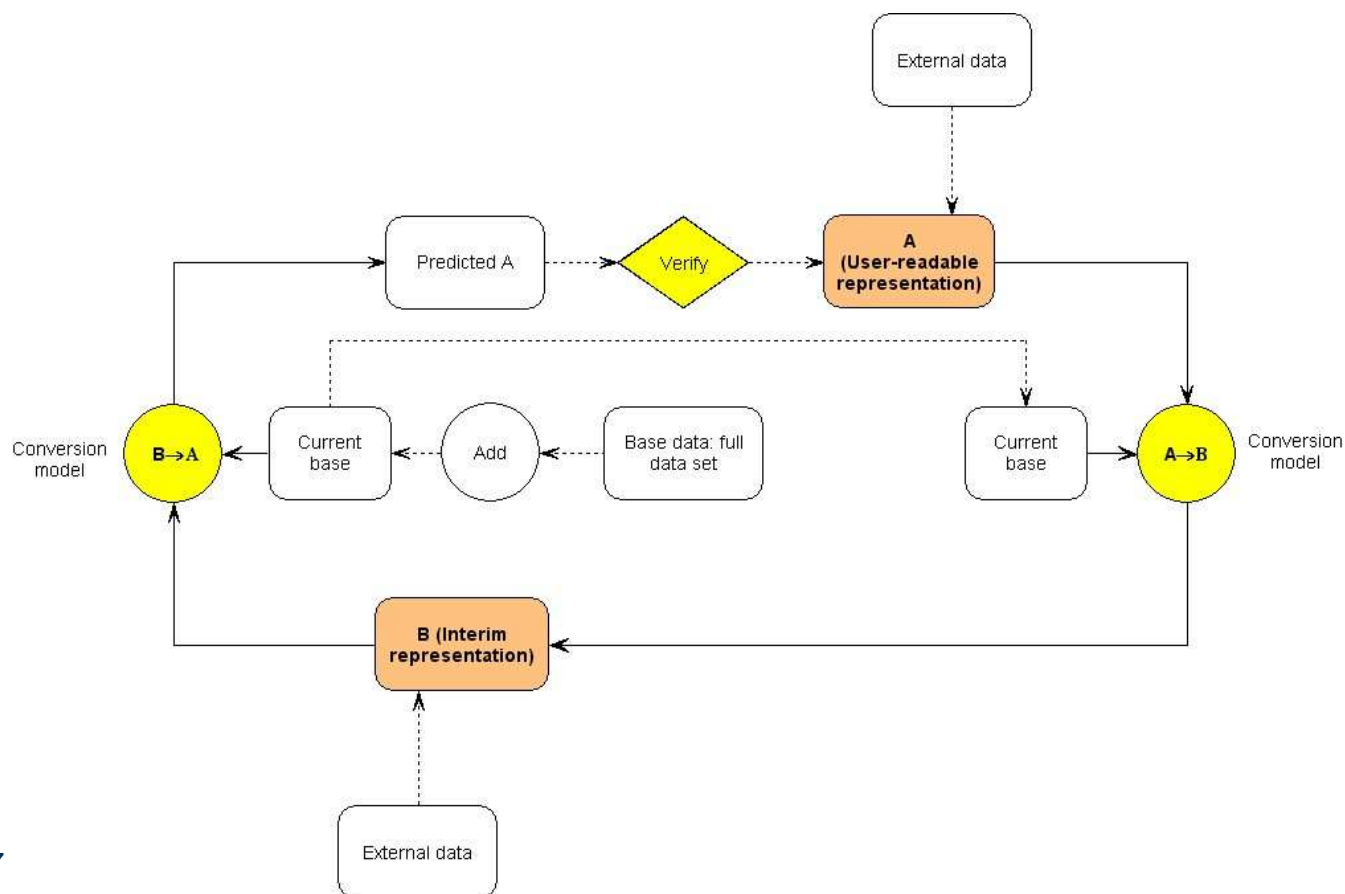 External data
Predicted A
Verify
A
(User-readable
representation)
Conversion
model
B→A
Current
base
Add
Base data: full
data set
Current
base
A→B
Conversion
model
B (Interim
representation)
External data